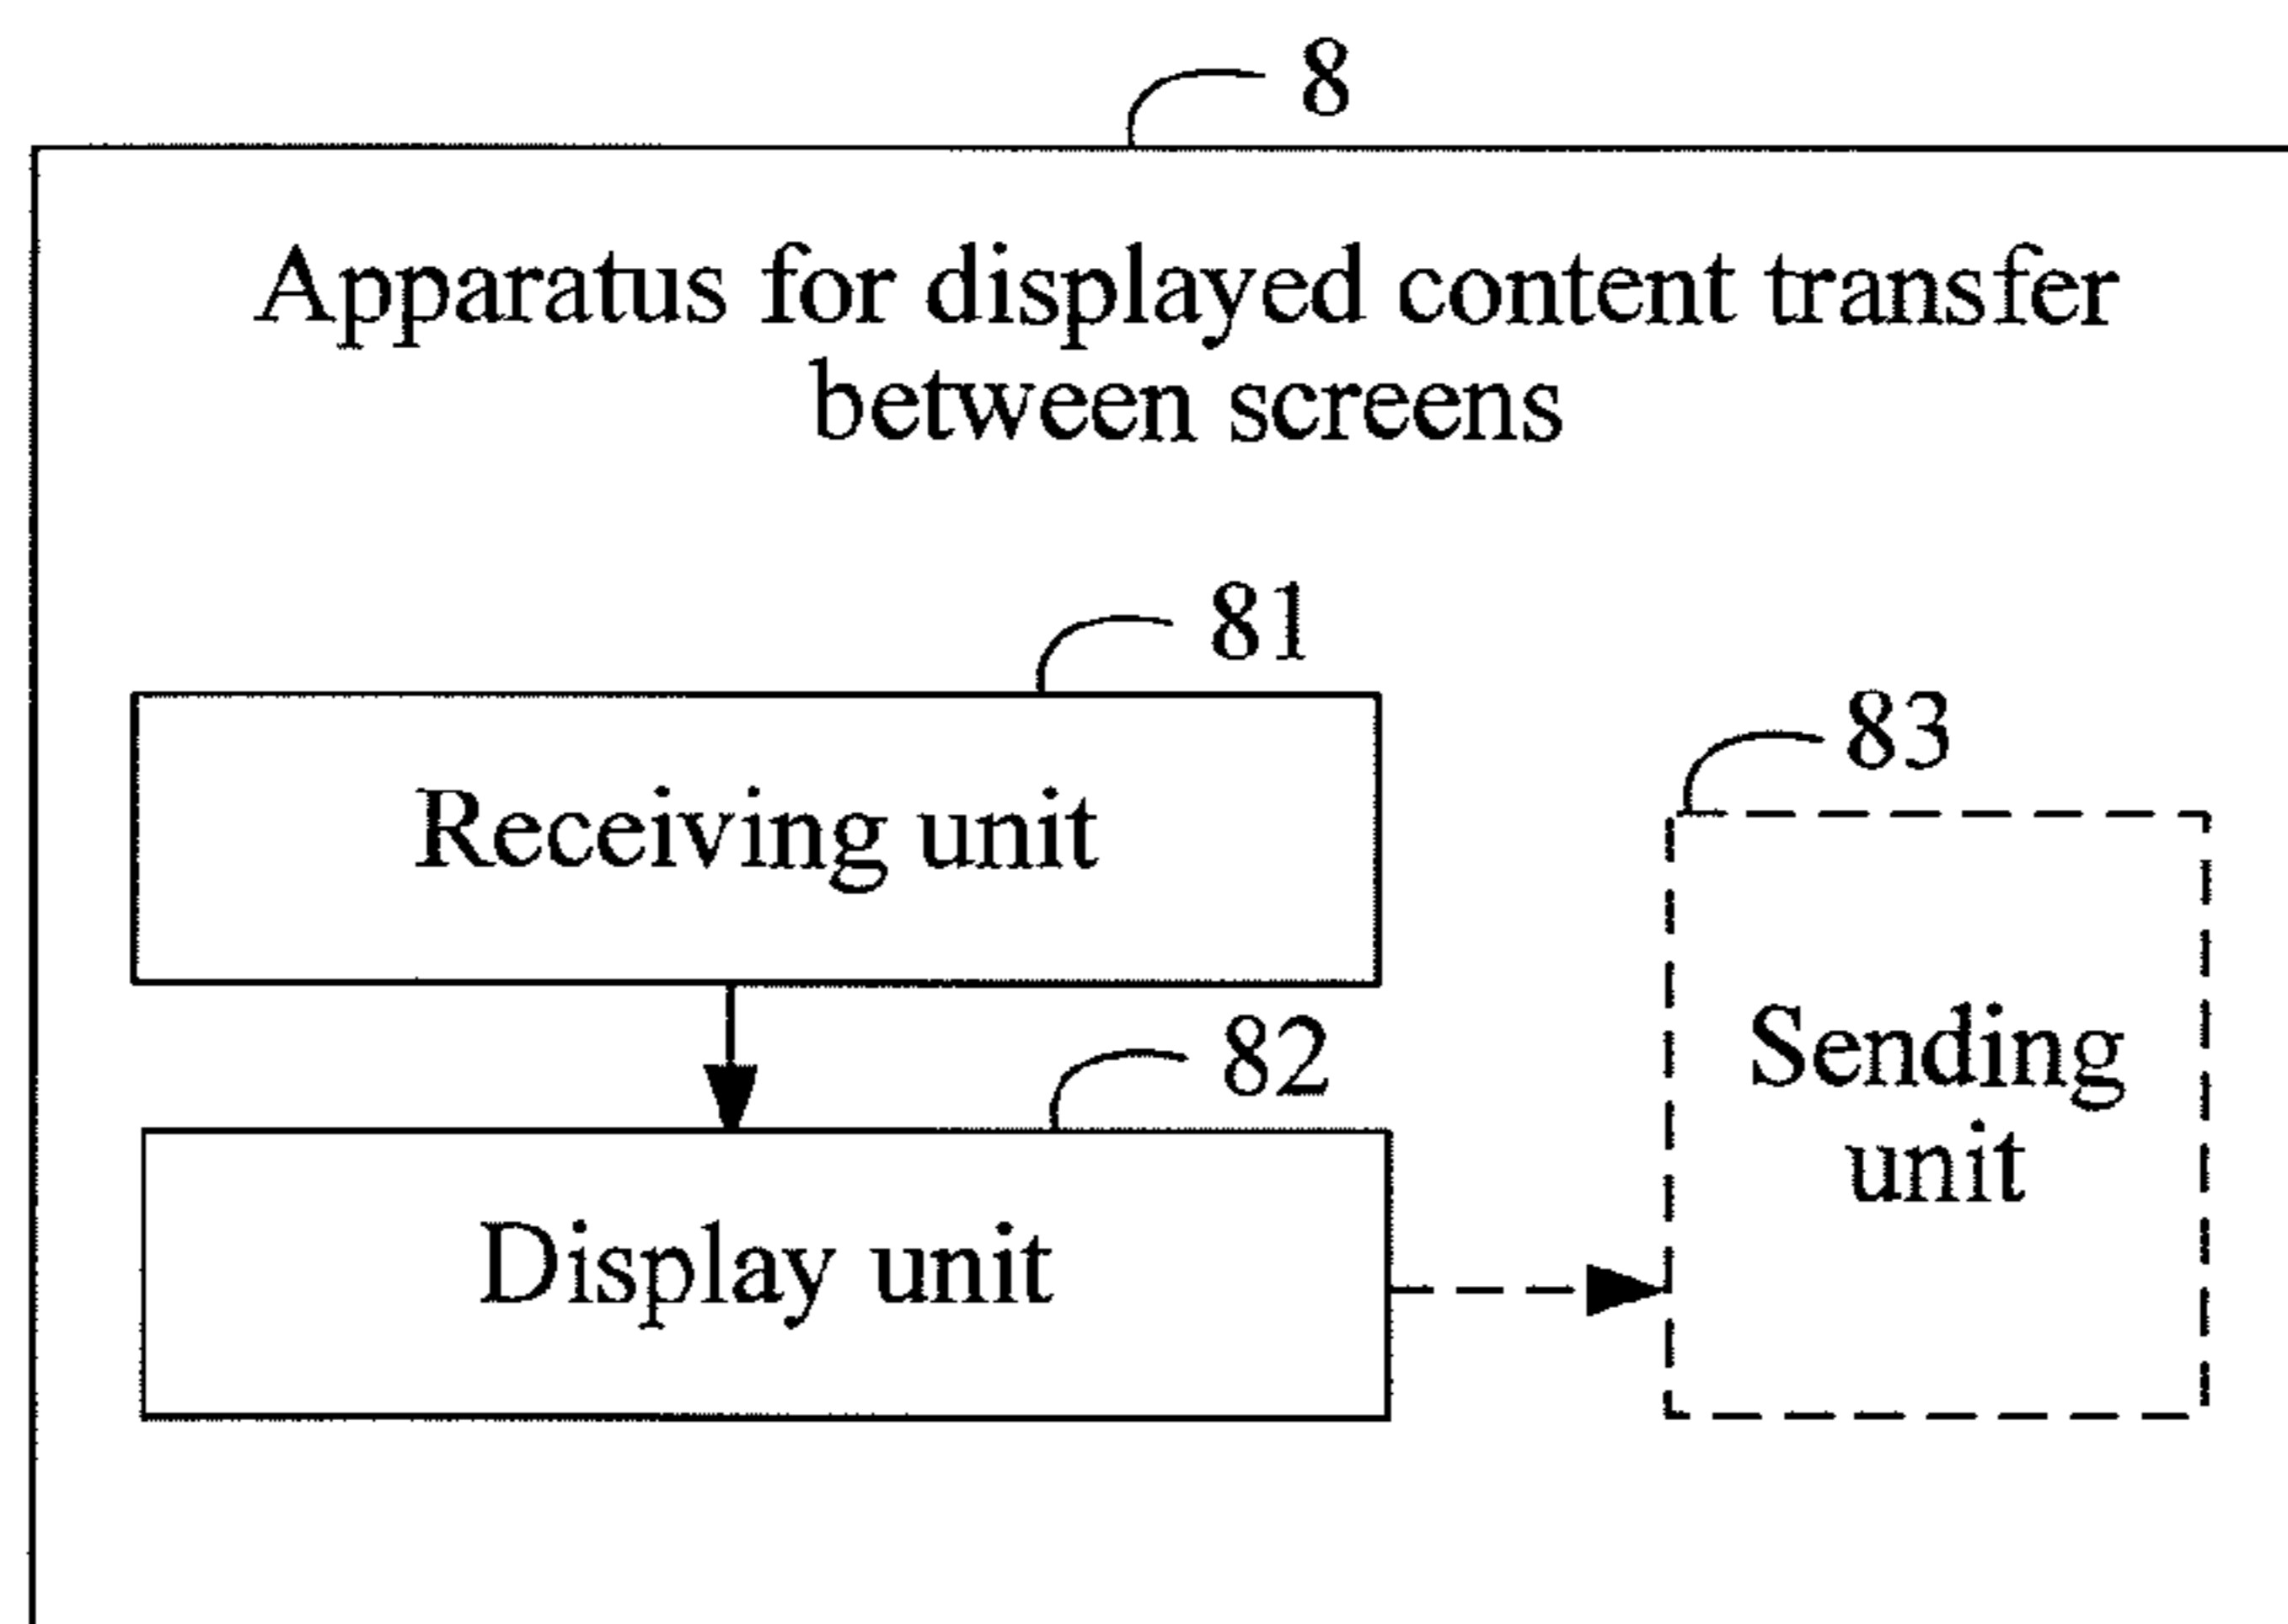 8
Apparatus for displayed content transfer
between screens
81
Receiving unit
83
82
Sending
unit
Display unit